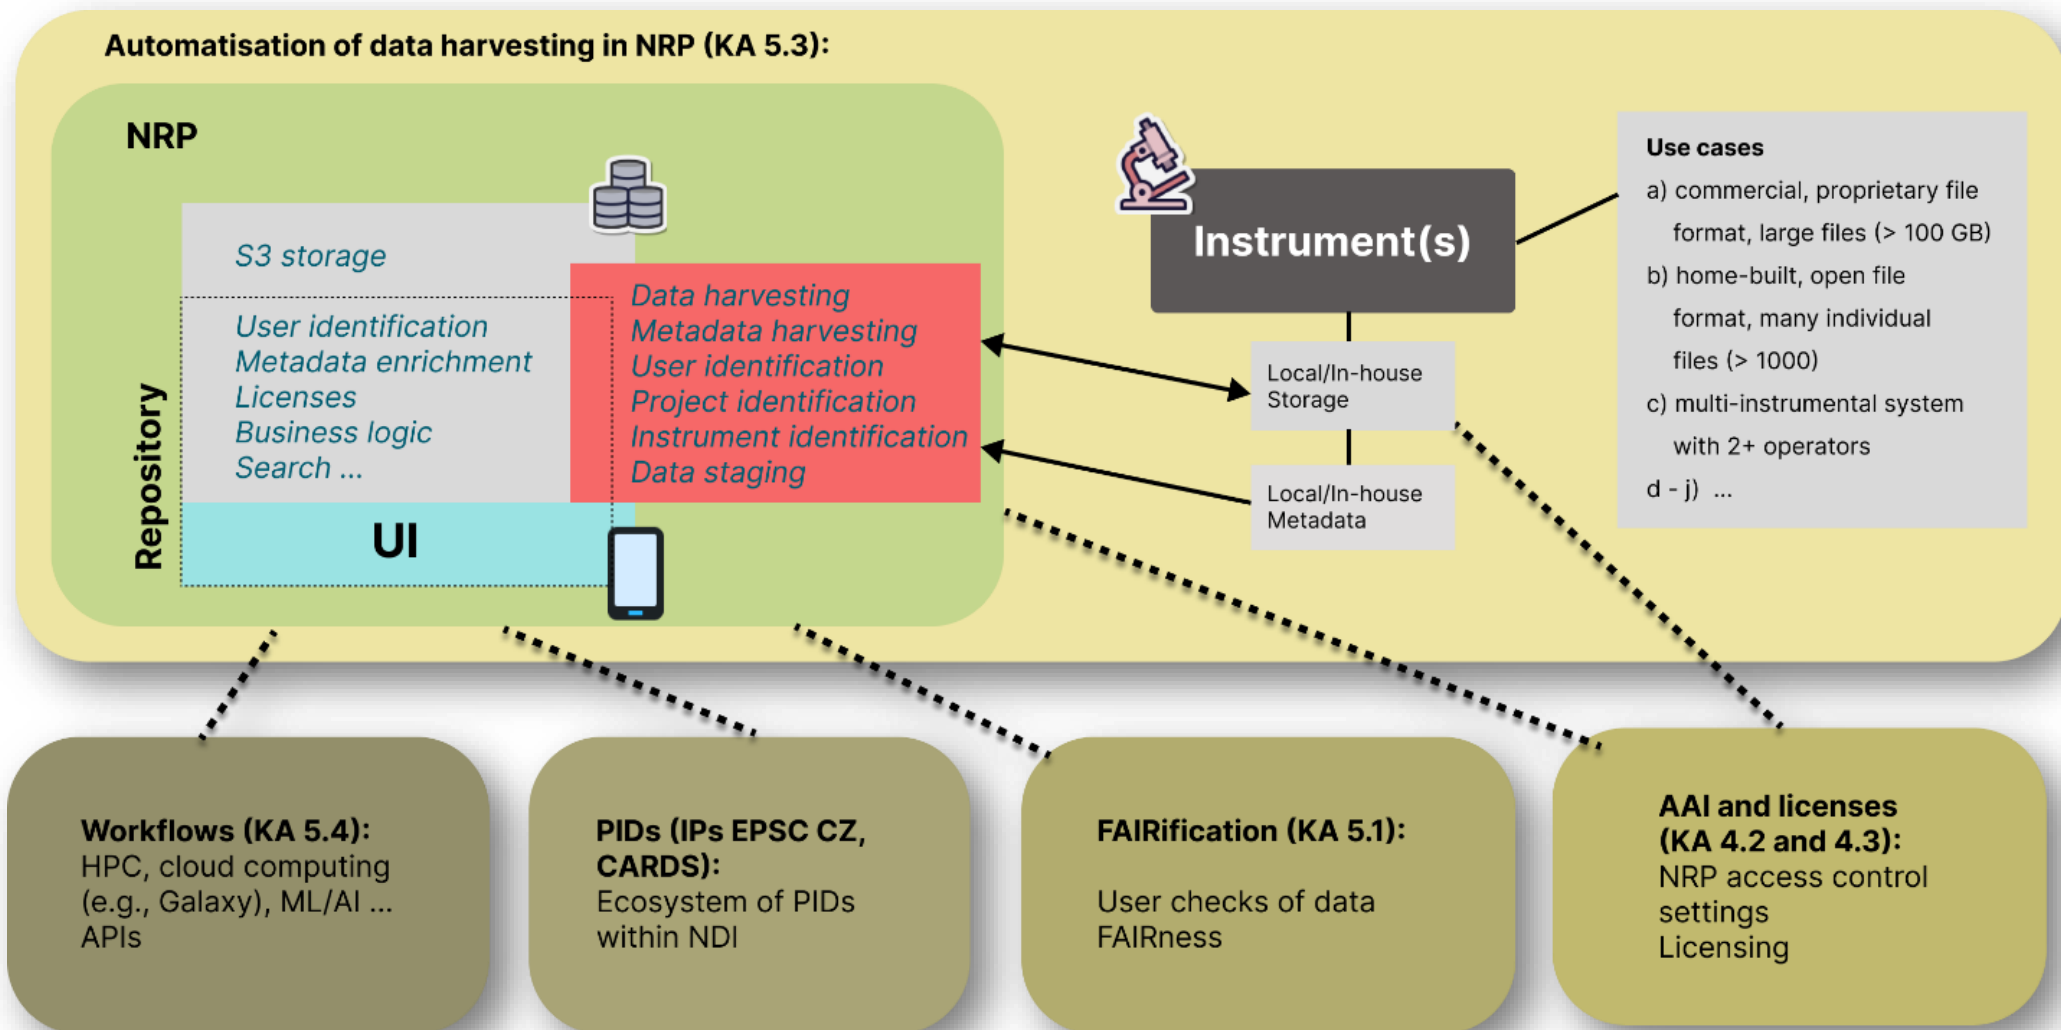 Automatisation of data harvesting in NRP (KA 5.3):
NRP
S3 storage
User identification
Metadata enrichment
Licenses
Business logic
Search ...
Repository
UI
Data harvesting
Metadata harvesting
User identification
Project identification
Instrument identification
Data staging
Instrument(s)
Local/In-house
Storage
Local/In-house
Metadata
Use cases
a) commercial, proprietary file
format, large files (> 100 GB)
b) home-built, open file
format, many individual
files (> 1000)
c) multi-instrumental system
with 2+ operators
d - j) ...
Workflows (KA 5.4):
HPC, cloud computing
(e.g., Galaxy), ML/AI ...
APIs
PIDs (IPs EPSC CZ,
CARDS):
Ecosystem of PIDs
within NDI
FAIRification (KA 5.1):
User checks of data
FAIRness
AAI and licenses
(KA 4.2 and 4.3):
NRP access control
settings
Licensing